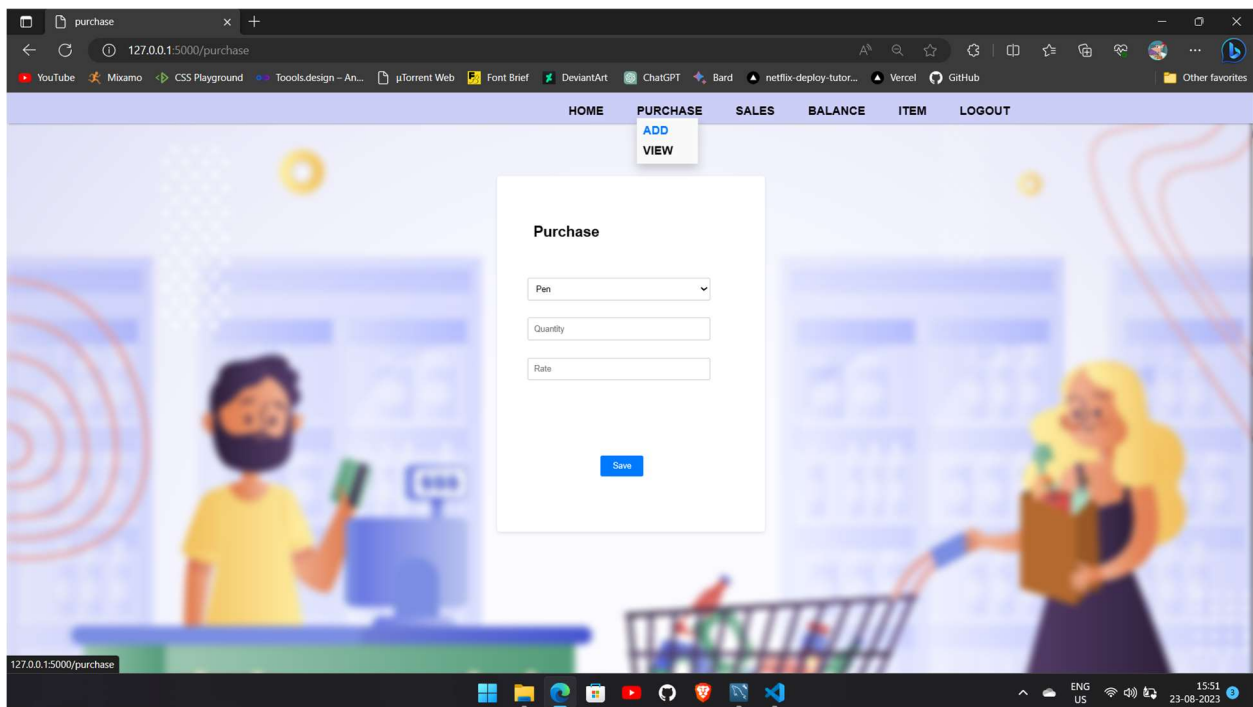 purchase
127.0.0.1:5000/purchase
YouTube Mixamo CSS Playground Toools.design – An... µTorrent Web Font Brief DeviantArt ChatGPT Bard netflix-deploy-tutor... Vercel GitHub Other favorites
HOME PURCHASE SALES BALANCE ITEM LOGOUT
ADD
VIEW
Purchase
Pen
Quantity
Rate
Save
$$$
127.0.0.1:5000/purchase
ENG
US
15:51
23-08-2023
3